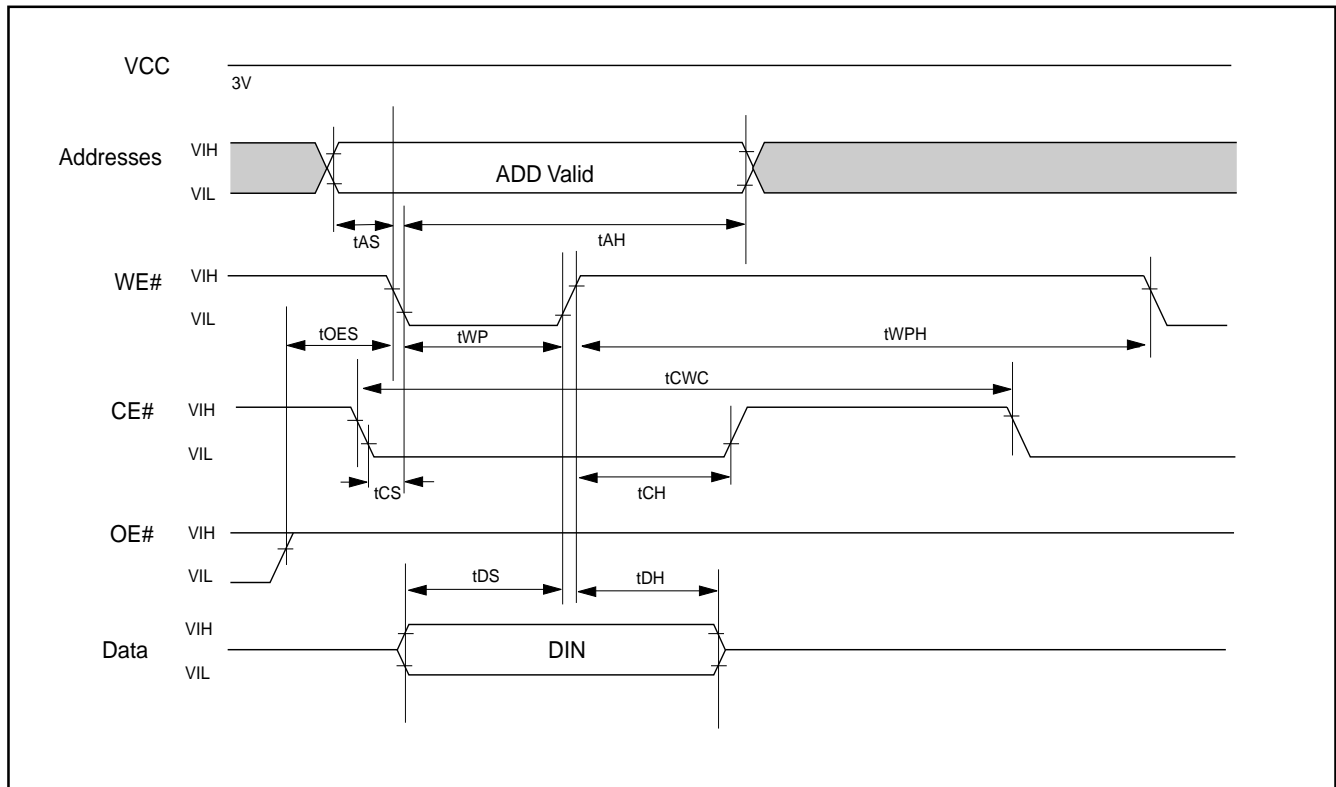 VCC
3V
Addresses
VIH
ADD Valid
VIL
tAS
tAH
WE#
VIH
VIL
tOES
tWP
tWPH
tCWC
CE#
VIH
VIL
tCS
tCH
OE#
VIH
VIL
tDS
tDH
Data
VIH
DIN
VIL